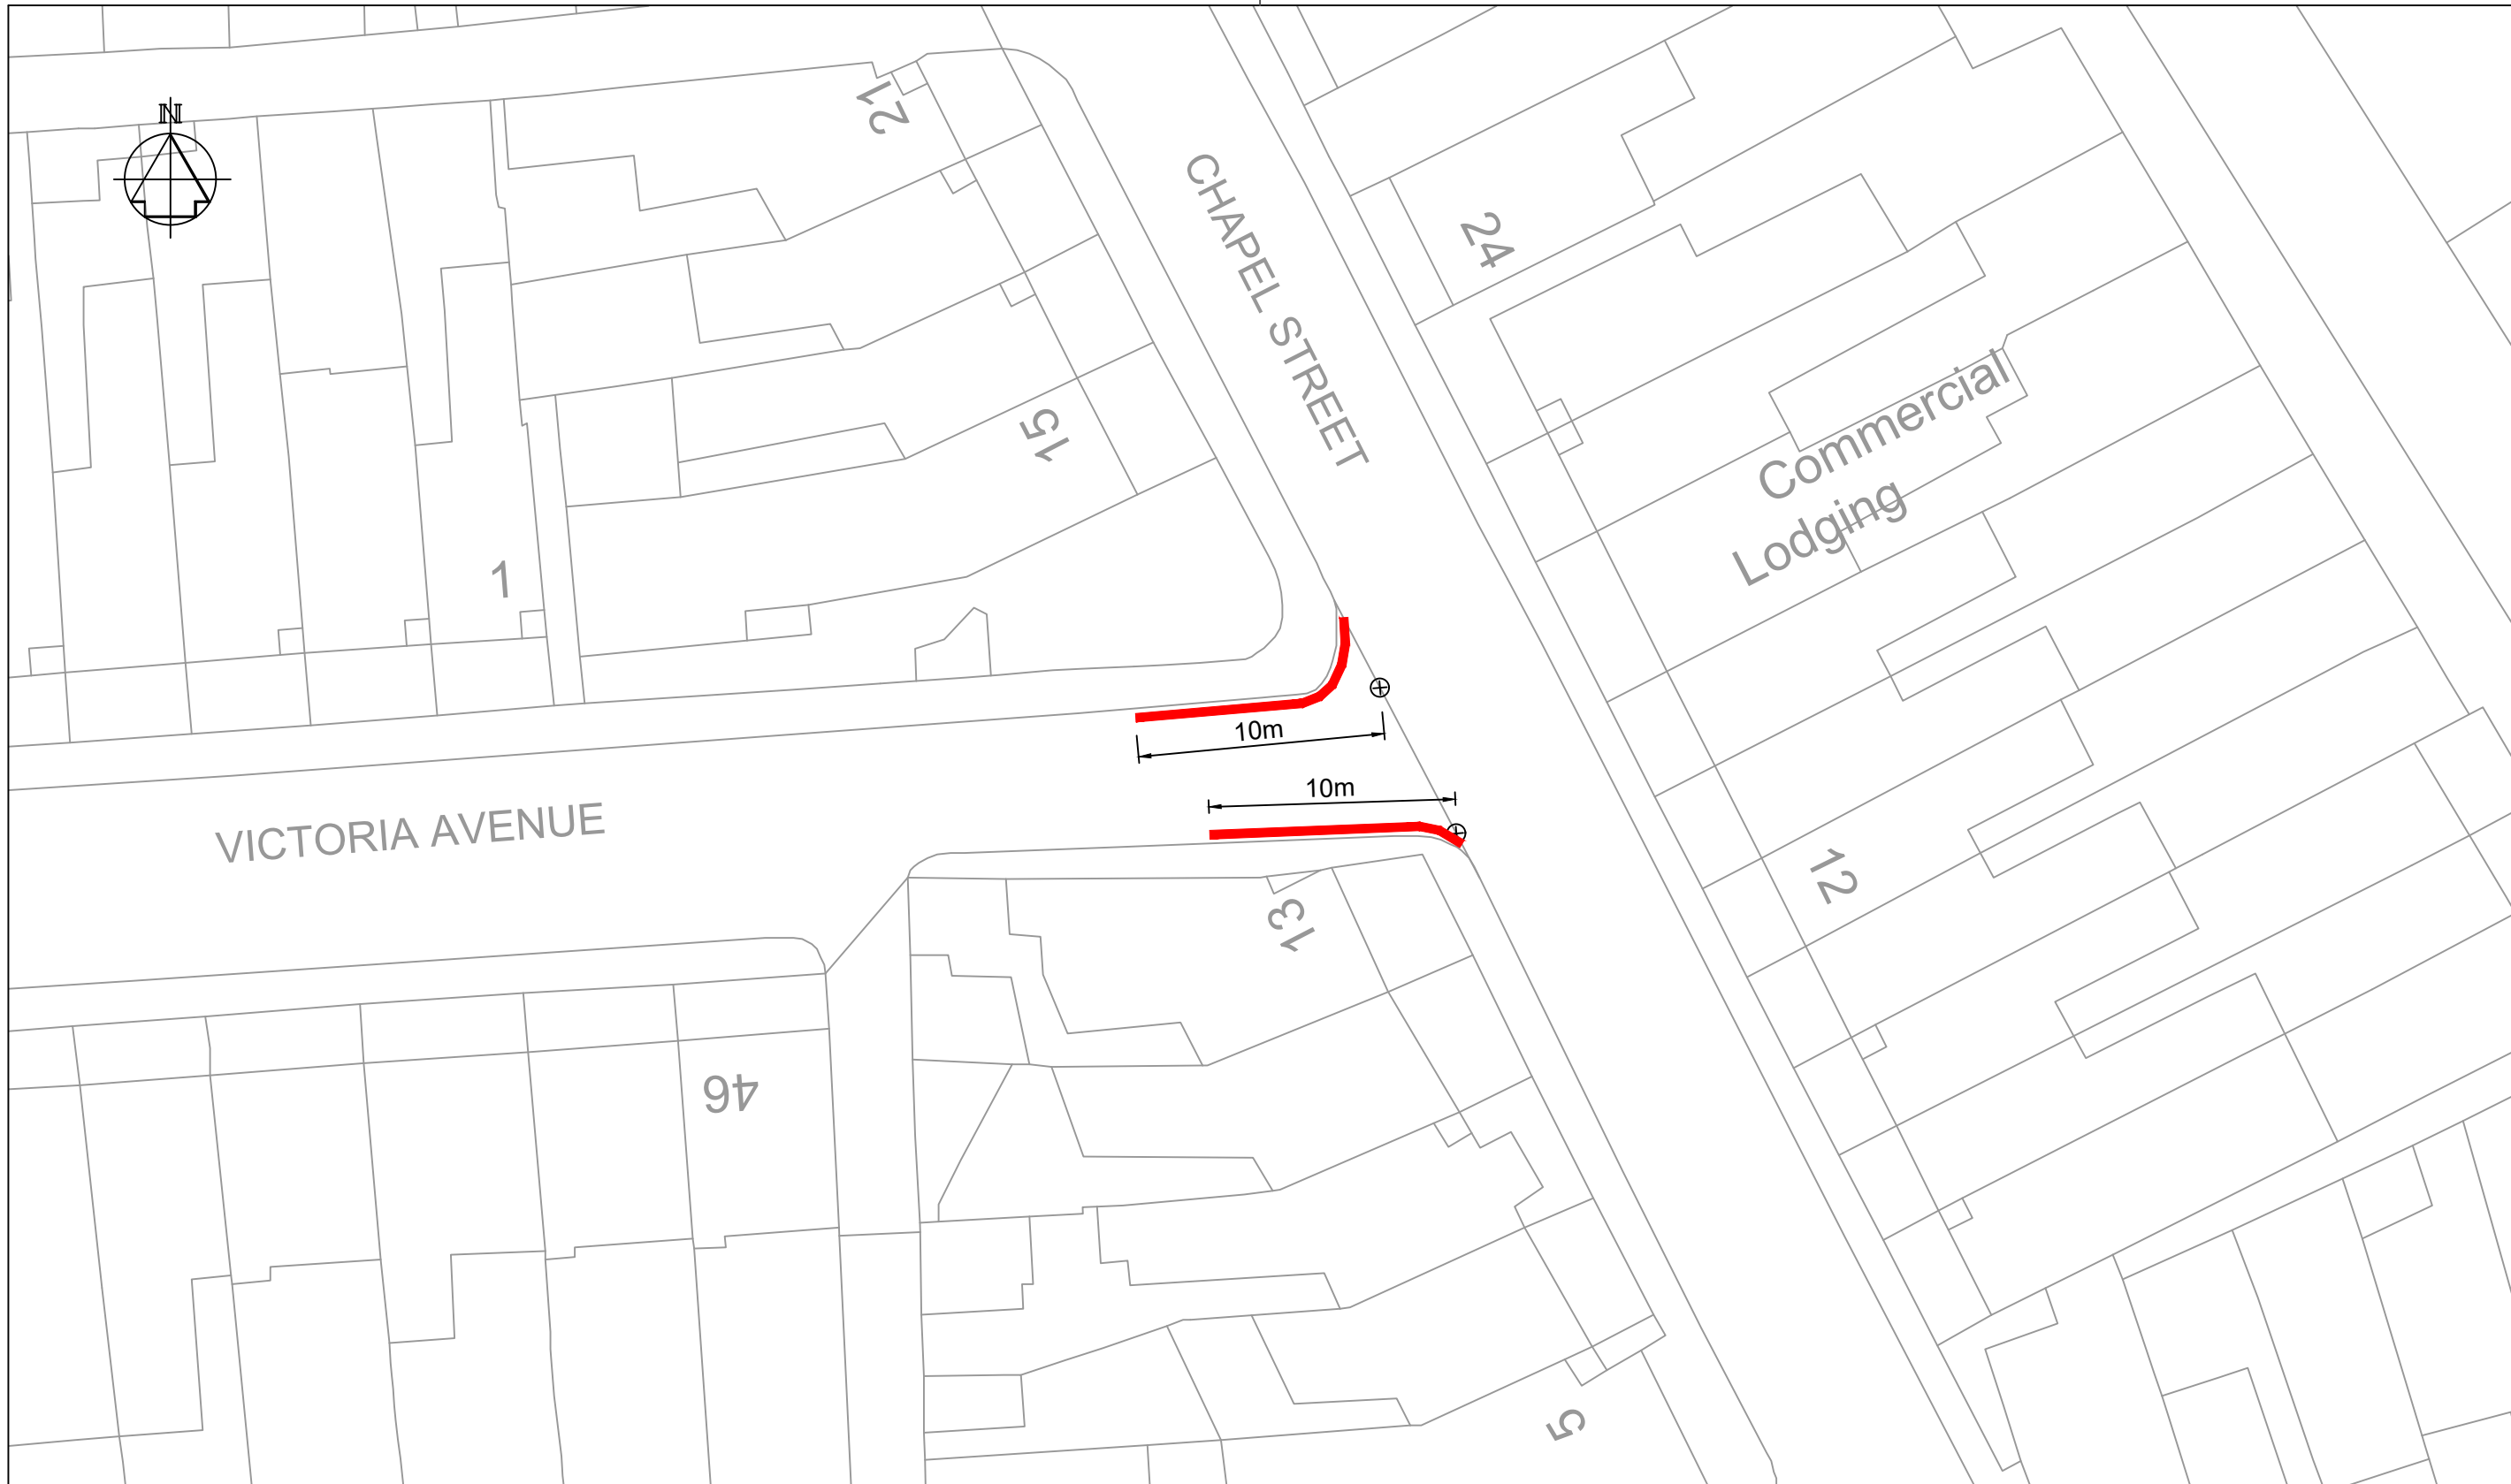 N
21
CHAPEL STREET
24
15
Commercial
Lodging
1
10m
10m
VICTORIA AVENUE
12
13
46
5